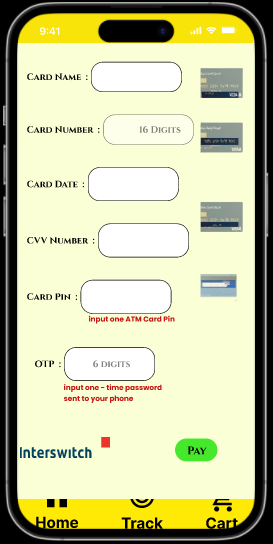 9:41
Card Name :
Card Number : 16 Digits
Card Date :
CVV Number :
Card Pin :
input one ATM Card Pin
OTP : 6 digits
input one - time password
sent to your phone
Interswitch
Pay
Home Track Cart